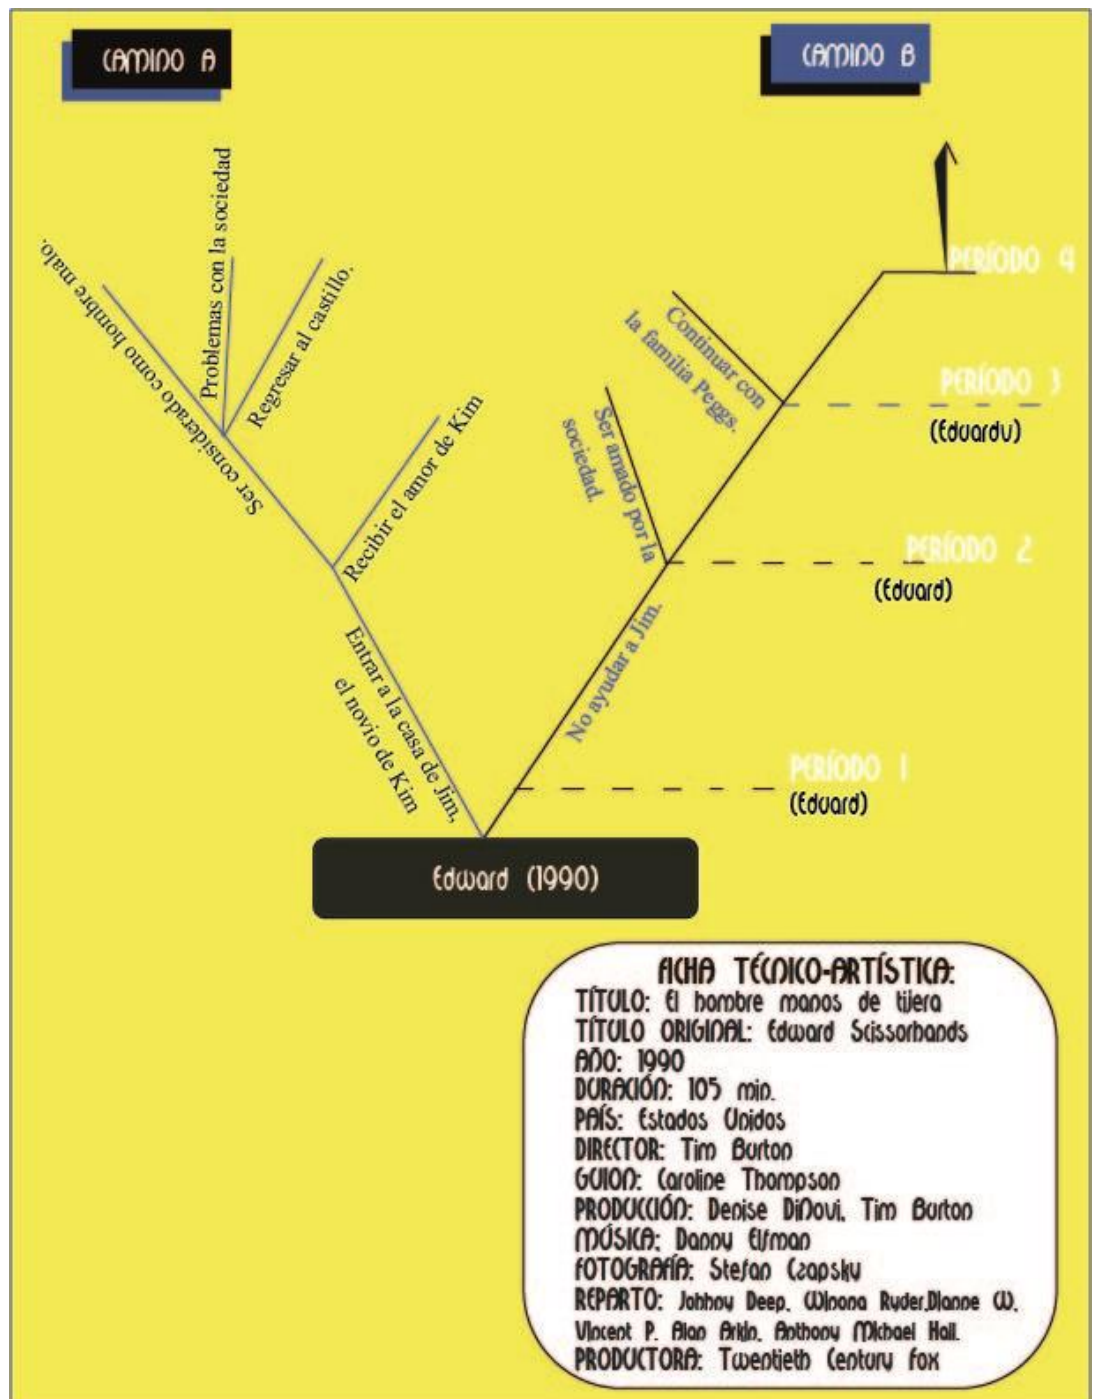 CAMINO A
CAMINO B
Ser considerado como hombre malo.
Problemas con la sociedad
Regresar al castillo.
Recibir el amor de Kim
Entrar a la casa de Jim,
el novio de Kim
Continuar con
la familia Peggs.
Ser amado por la
sociedad.
No ayudar a Jim.
PERÍODO 4
PERÍODO 3
(Eduardu)
PERÍODO 2
(Eduard)
PERÍODO 1
(Eduard)
Edward (1990)
FICHA TÉCNICO-ARTÍSTICA:
TÍTULO: El hombre manos de tijera
TÍTULO ORIGINAL: Edward Scissorhands
AÑO: 1990
DURACIÓN: 105 min.
PAÍS: Estados Unidos
DIRECTOR: Tim Burton
GUION: Caroline Thompson
PRODUCCIÓN: Denise DiNovi, Tim Burton
MÚSICA: Danny Elfman
FOTOGRAFÍA: Stefan Czapsky
REPARTO: Johnny Deep, Winona Ryder,Dianne W,
Vincent P. Alan Arkin, Anthony Michael Hall.
PRODUCTORA: Twentieth Century Fox